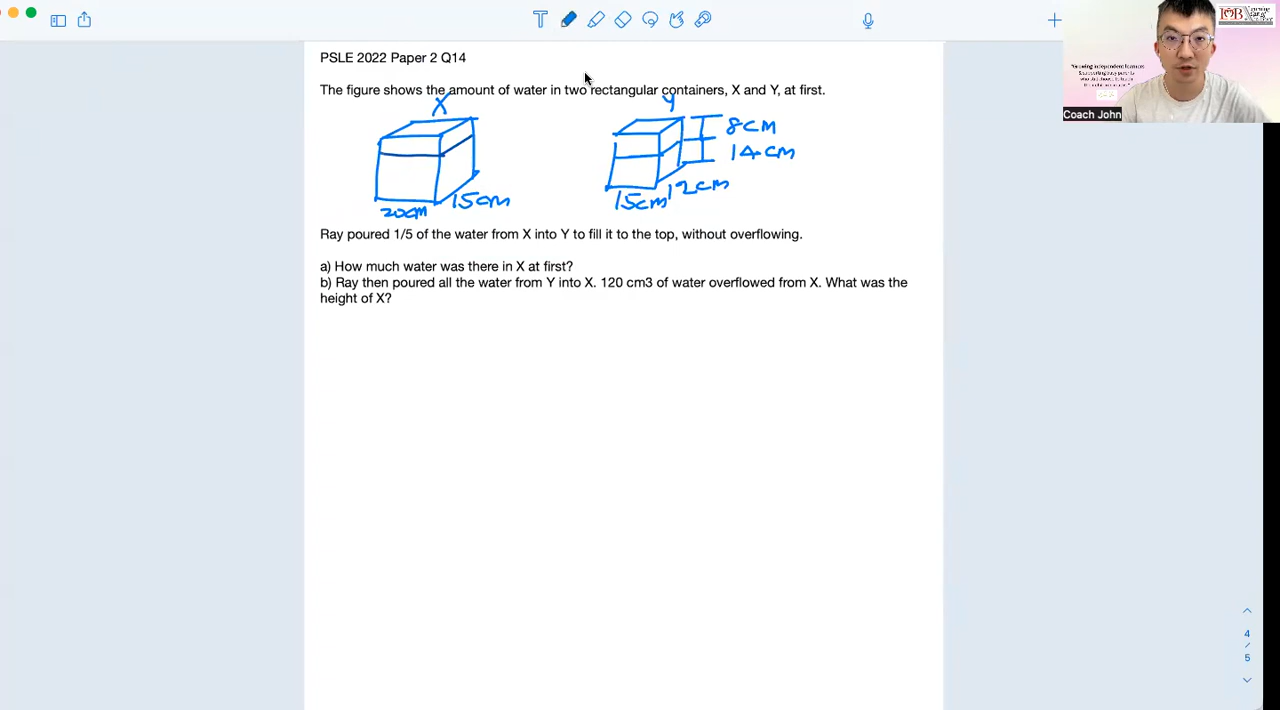 PSLE 2022 Paper 2 Q14
The figure shows the amount of water in two rectangular containers, X and Y, at first.
X
Y
8cm
14cm
12cm
15cm
20cm
15cm
Ray poured 1/5 of the water from X into Y to fill it to the top, without overflowing.
a) How much water was there in X at first?
b) Ray then poured all the water from Y into X. 120 cm3 of water overflowed from X. What was the
height of X?
Coach John
4
/
5